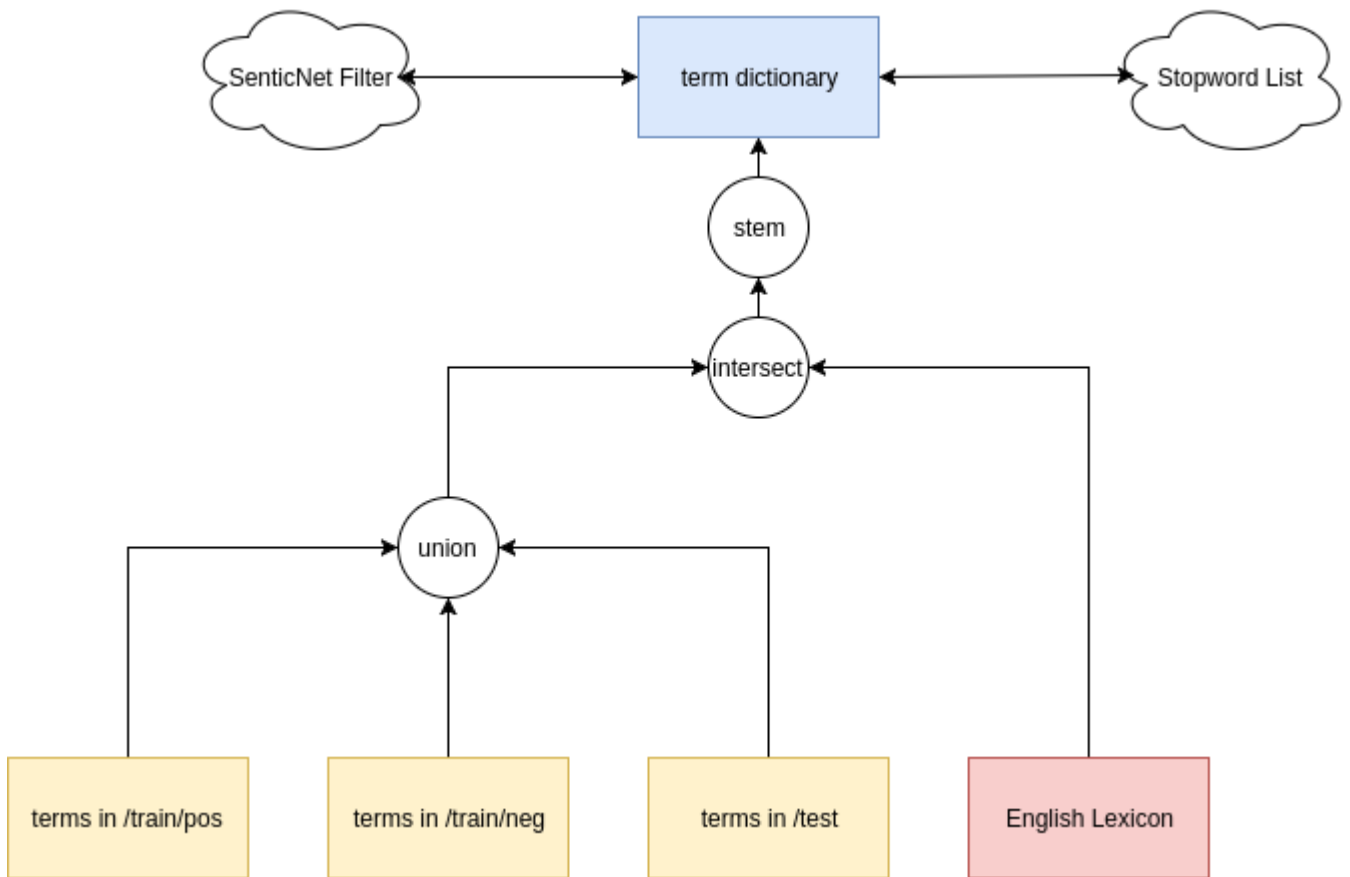 SenticNet Filter
term dictionary
Stopword List
stem
intersect
union
terms in /train/pos
terms in /train/neg
terms in /test
English Lexicon